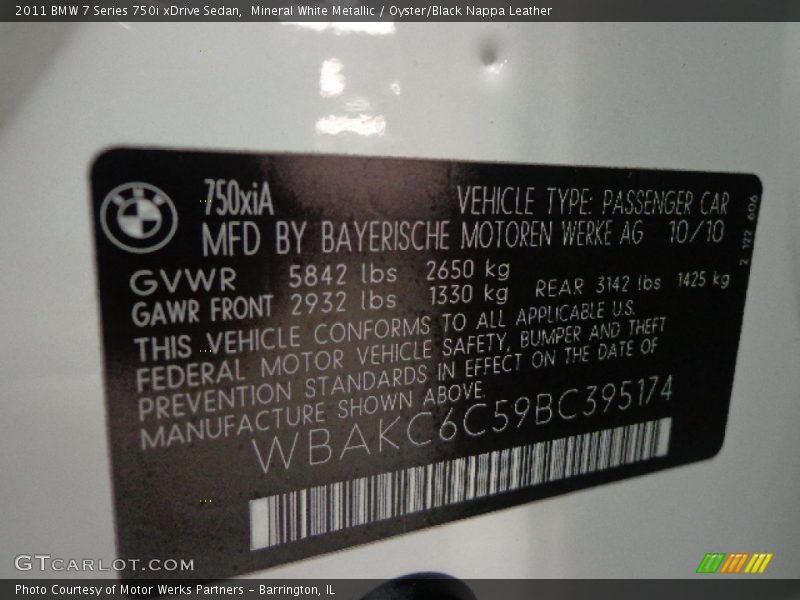 2011 BMW 7 Series 750i xDrive Sedan,  Mineral White Metallic / Oyster/Black Nappa Leather
BMW
750xiA
VEHICLE TYPE: PASSENGER CAR
MFD BY BAYERISCHE MOTOREN WERKE AG 10/10
2 122 606
GVWR 5842 lbs 2650 kg
GAWR FRONT 2932 lbs 1330 kg REAR 3142 lbs 1425 kg
THIS VEHICLE CONFORMS TO ALL APPLICABLE U.S.
FEDERAL MOTOR VEHICLE SAFETY, BUMPER AND THEFT
PREVENTION STANDARDS IN EFFECT ON THE DATE OF
MANUFACTURE SHOWN ABOVE.
WBAKC6C59BC395174
GTCARLOT.COM
Photo Courtesy of Motor Werks Partners - Barrington, IL